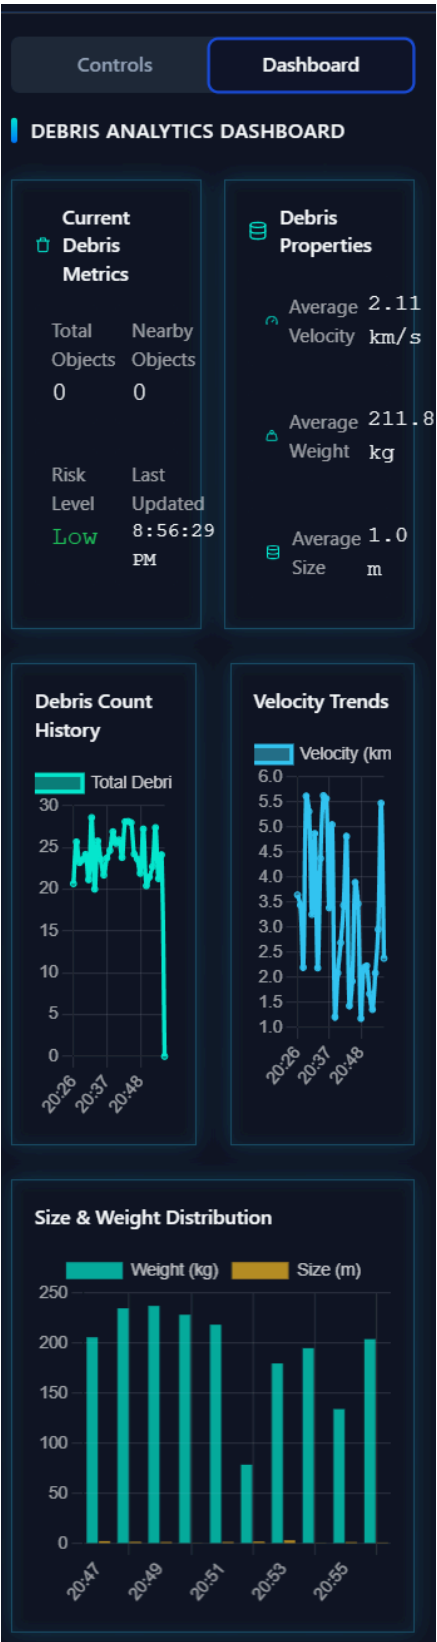 Controls
Dashboard
DEBRIS ANALYTICS DASHBOARD
Current
Debris
Metrics
Total
Objects
0
Nearby
Objects
0
Risk
Level
Low
Last
Updated
8:56:29
PM
Debris
Properties
Average
Velocity
2.11
km/s
Average
Weight
211.8
kg
Average
Size
1.0
m
Debris Count
History
Total Debri
30
25
20
15
10
5
0
20:26
20:37
20:48
Velocity Trends
Velocity (km
6.0
5.5
5.0
4.5
4.0
3.5
3.0
2.5
2.0
1.5
1.0
20:26
20:37
20:48
Size & Weight Distribution
Weight (kg)
Size (m)
250
200
150
100
50
0
20:47
20:49
20:51
20:53
20:55